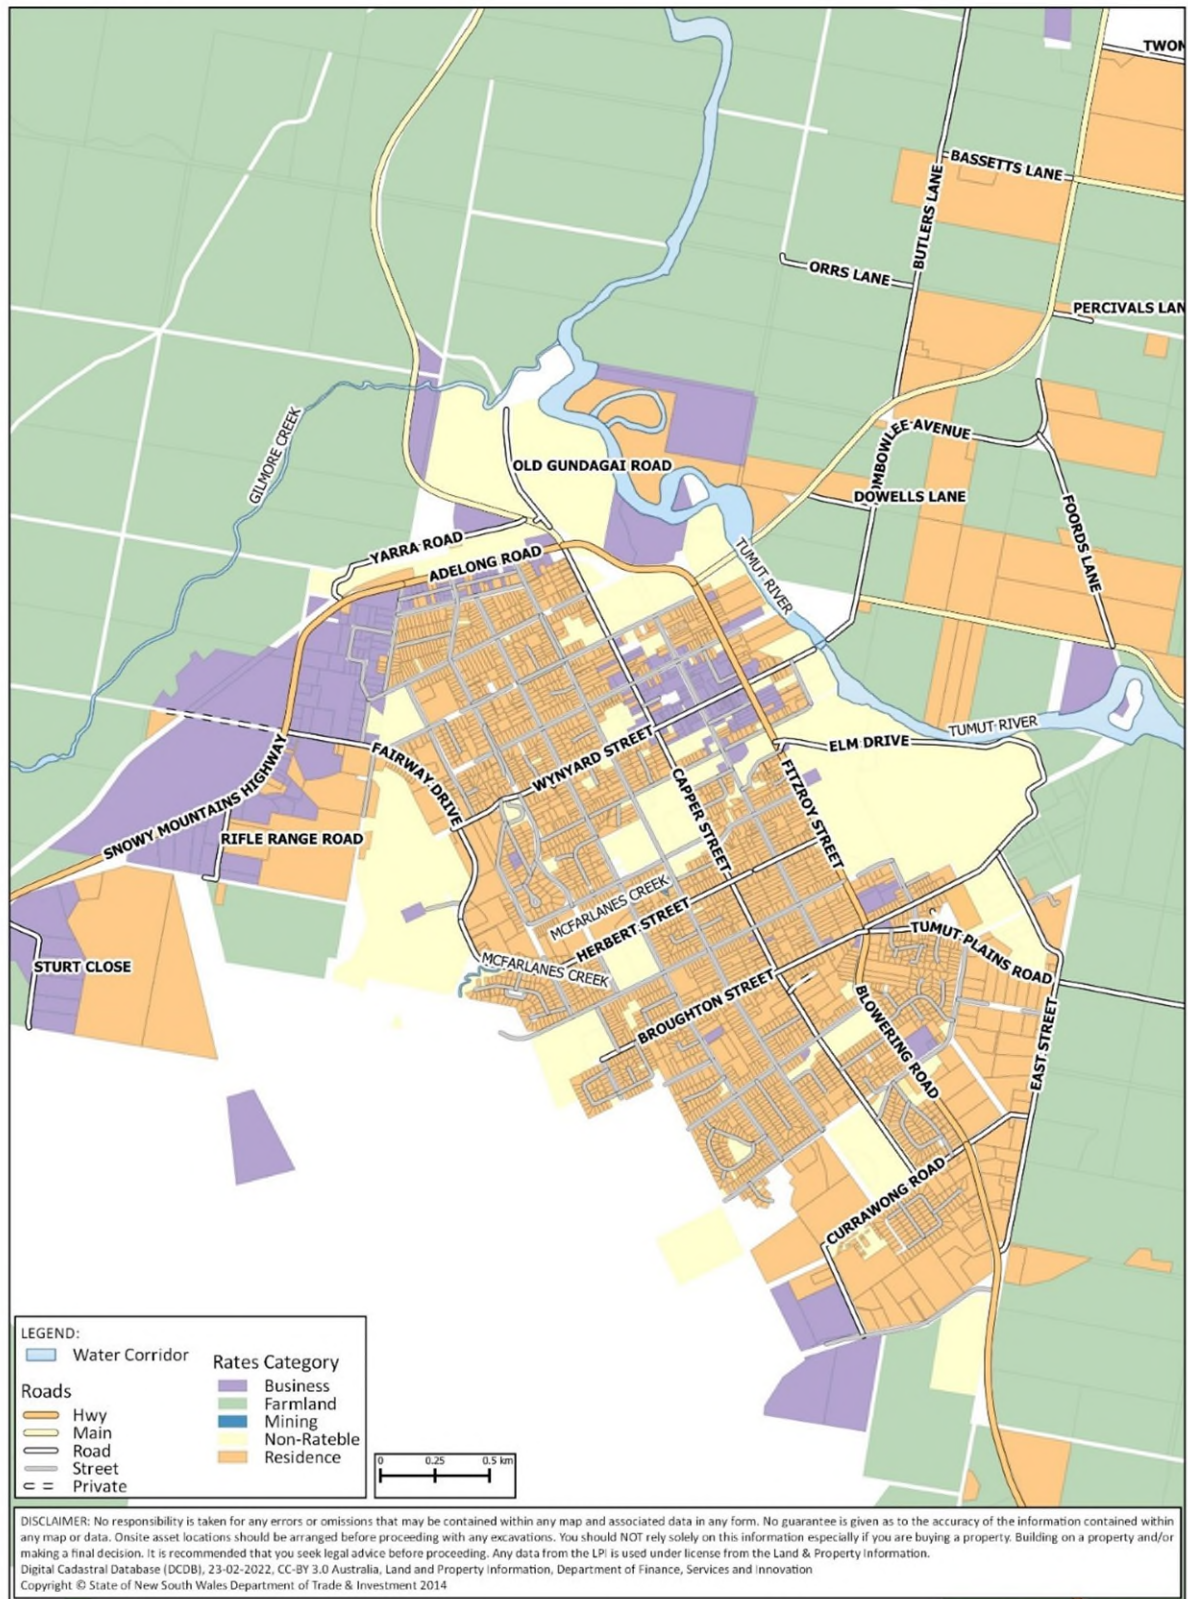 TWON
BASSETTS LANE
BUTLERS LANE
ORRS LANE
PERCIVALS LAN
GILMORE CREEK
OMBOWLEE AVENUE
OLD GUNDAGAI ROAD
DOWELLS LANE
FOORDS LANE
YARRA ROAD
ADELONG ROAD
TUMUT RIVER
TUMUT RIVER
FAIRWAY DRIVE
WYNYARD STREET
ELM DRIVE
SNOWY MOUNTAINS HIGHWAY
CAPPER STREET
FITZROY STREET
RIFLE RANGE ROAD
MCFARLANES CREEK
HERBERT STREET
TUMUT PLAINS ROAD
STURT CLOSE
MCFARLANES CREEK
BROUGHTON STREET
BLOWERING ROAD
EAST STREET
CURRAWONG ROAD
LEGEND:
Water Corridor
Roads
Hwy
Main
Road
Street
Private
Rates Category
Business
Farmland
Mining
Non-Rateble
Residence
0 0.25 0.5 km
DISCLAIMER: No responsibility is taken for any errors or omissions that may be contained within any map and associated data in any form. No guarantee is given as to the accuracy of the information contained within
any map or data. Onsite asset locations should be arranged before proceeding with any excavations. You should NOT rely solely on this information especially if you are buying a property. Building on a property and/or
making a final decision. It is recommended that you seek legal advice before proceeding. Any data from the LPI is used under license from the Land & Property Information.
Digital Cadastral Database (DCDB), 23-02-2022, CC-BY 3.0 Australia, Land and Property Information, Department of Finance, Services and Innovation
Copyright © State of New South Wales Department of Trade & Investment 2014